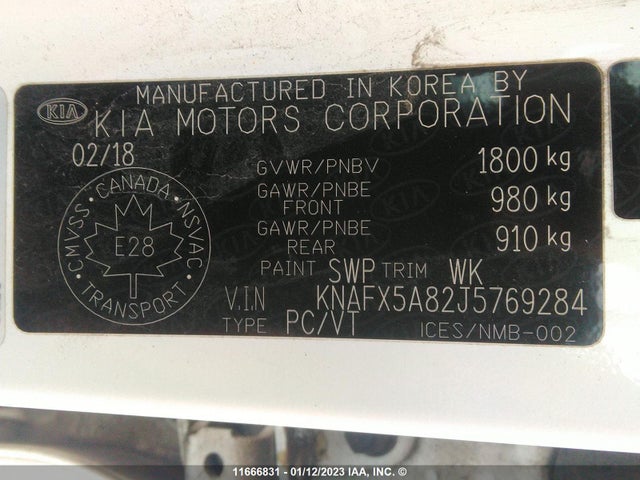 MANUFACTURED IN KOREA BY
KIA
KIA MOTORS CORPORATION
02/18
GVWR/PNBV 1800 kg
GAWR/PNBE FRONT 980 kg
GAWR/PNBE REAR 910 kg
PAINT SWP TRIM WK
V.I.N KNAFX5A82J5769284
TYPE PC/VT ICES/NMB-002
CMVSS · CANADA · NSVAC · TRANSPORT
E28
11666831 - 01/12/2023 IAA, INC. ©